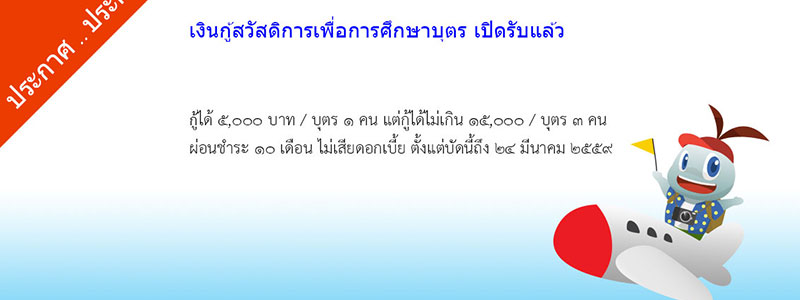 ประกาศ .. ประกา
เงินกู้สวัสดิการเพื่อการศึกษาบุตร เปิดรับแล้ว
กู้ได้ ๕,๐๐๐ บาท / บุตร ๑ คน แต่กู้ได้ไม่เกิน ๑๕,๐๐๐ / บุตร ๓ คน
ผ่อนชำระ ๑๐ เดือน ไม่เสียดอกเบี้ย ตั้งแต่บัดนี้ถึง ๒๔ มีนาคม ๒๕๕๙